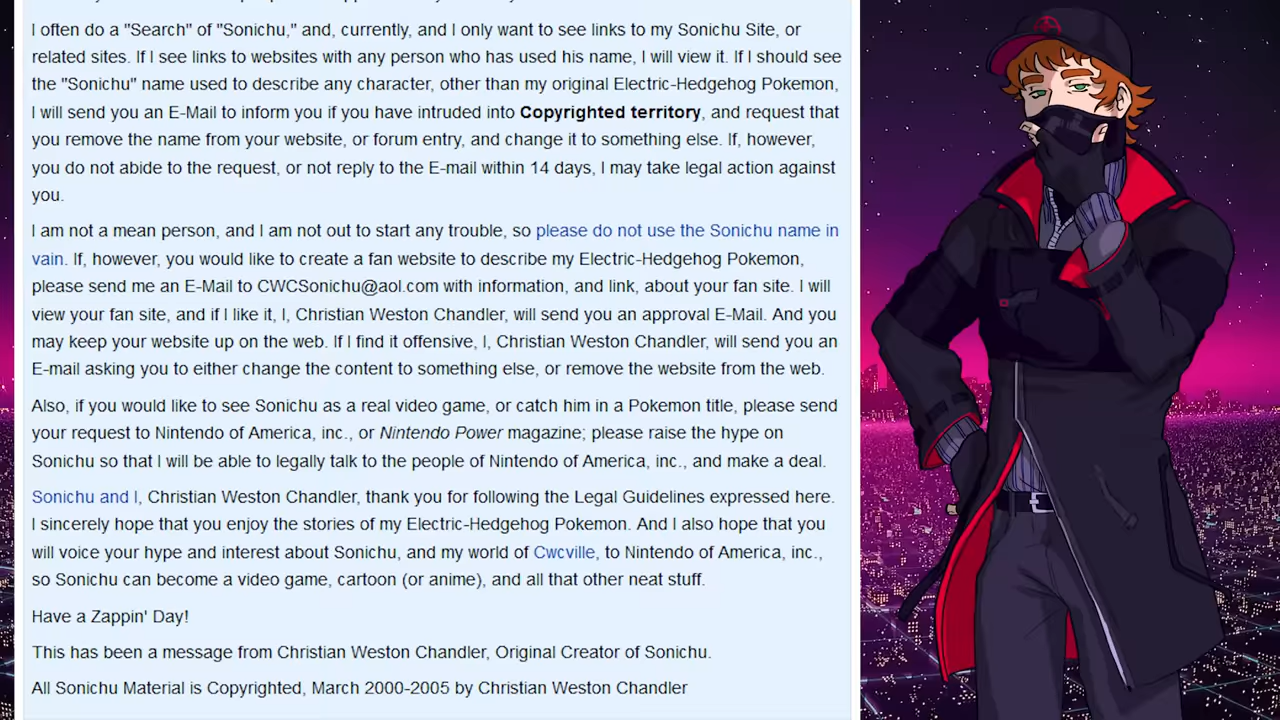 I often do a "Search" of "Sonichu," and, currently, and I only want to see links to my Sonichu Site, or
related sites. If I see links to websites with any person who has used his name, I will view it. If I should see
the "Sonichu" name used to describe any character, other than my original Electric-Hedgehog Pokemon,
I will send you an E-Mail to inform you if you have intruded into Copyrighted territory, and request that
you remove the name from your website, or forum entry, and change it to something else. If, however,
you do not abide to the request, or not reply to the E-mail within 14 days, I may take legal action against
you.
I am not a mean person, and I am not out to start any trouble, so please do not use the Sonichu name in
vain. If, however, you would like to create a fan website to describe my Electric-Hedgehog Pokemon,
please send me an E-Mail to CWCSonichu@aol.com with information, and link, about your fan site. I will
view your fan site, and if I like it, I, Christian Weston Chandler, will send you an approval E-Mail. And you
may keep your website up on the web. If I find it offensive, I, Christian Weston Chandler, will send you an
E-mail asking you to either change the content to something else, or remove the website from the web.
Also, if you would like to see Sonichu as a real video game, or catch him in a Pokemon title, please send
your request to Nintendo of America, inc., or Nintendo Power magazine; please raise the hype on
Sonichu so that I will be able to legally talk to the people of Nintendo of America, inc., and make a deal.
Sonichu and I, Christian Weston Chandler, thank you for following the Legal Guidelines expressed here.
I sincerely hope that you enjoy the stories of my Electric-Hedgehog Pokemon. And I also hope that you
will voice your hype and interest about Sonichu, and my world of Cwcville, to Nintendo of America, inc.,
so Sonichu can become a video game, cartoon (or anime), and all that other neat stuff.
Have a Zappin' Day!
This has been a message from Christian Weston Chandler, Original Creator of Sonichu.
All Sonichu Material is Copyrighted, March 2000-2005 by Christian Weston Chandler